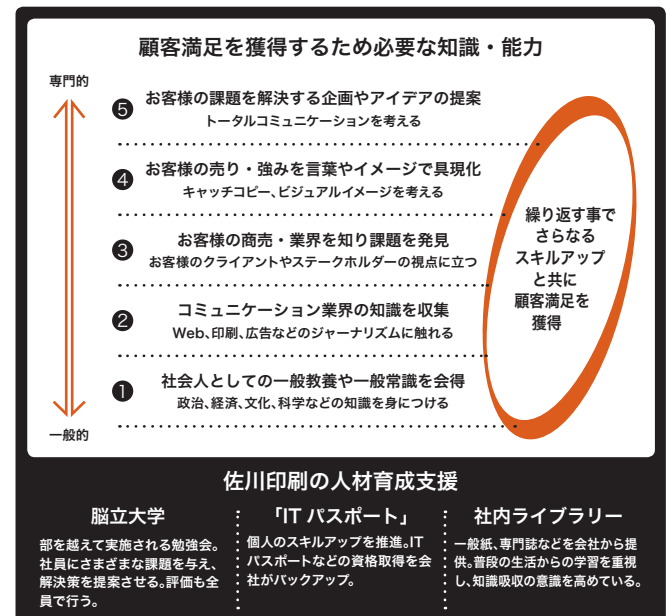 顧客満足を獲得するため必要な知識・能力
専門的
❺ お客様の課題を解決する企画やアイデアの提案
トータルコミュニケーションを考える
❹ お客様の売り・強みを言葉やイメージで具現化
キャッチコピー、ビジュアルイメージを考える
❸ お客様の商売・業界を知り課題を発見
お客様のクライアントやステークホルダーの視点に立つ
❷ コミュニケーション業界の知識を収集
Web、印刷、広告などのジャーナリズムに触れる
❶ 社会人としての一般教養や一般常識を会得
政治、経済、文化、科学などの知識を身につける
一般的
繰り返す事で
さらなる
スキルアップ
と共に
顧客満足を
獲得
佐川印刷の人材育成支援
脳立大学
部を越えて実施される勉強会。
社員にさまざまな課題を与え、
解決策を提案させる。評価も全
員で行う。
「IT パスポート」
個人のスキルアップを推進。IT
パスポートなどの資格取得を会
社がバックアップ。
社内ライブラリー
一般紙、専門誌などを会社から提
供。普段の生活からの学習を重視
し、知識吸収の意識を高めている。